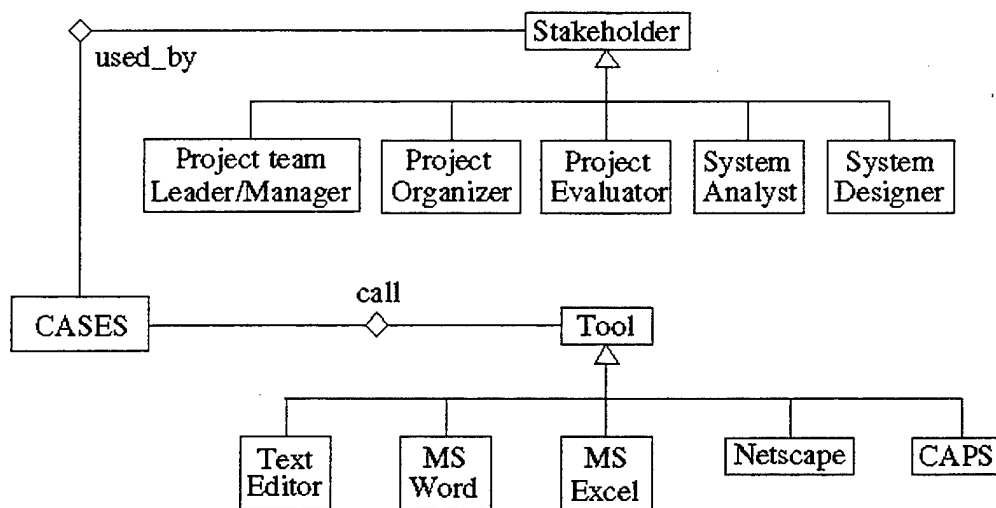 Stakeholder
used_by
Project team
Leader/Manager
Project
Organizer
Project
Evaluator
System
Analyst
System
Designer
CASES
call
Tool
Text
Editor
MS
Word
MS
Excel
Netscape
CAPS